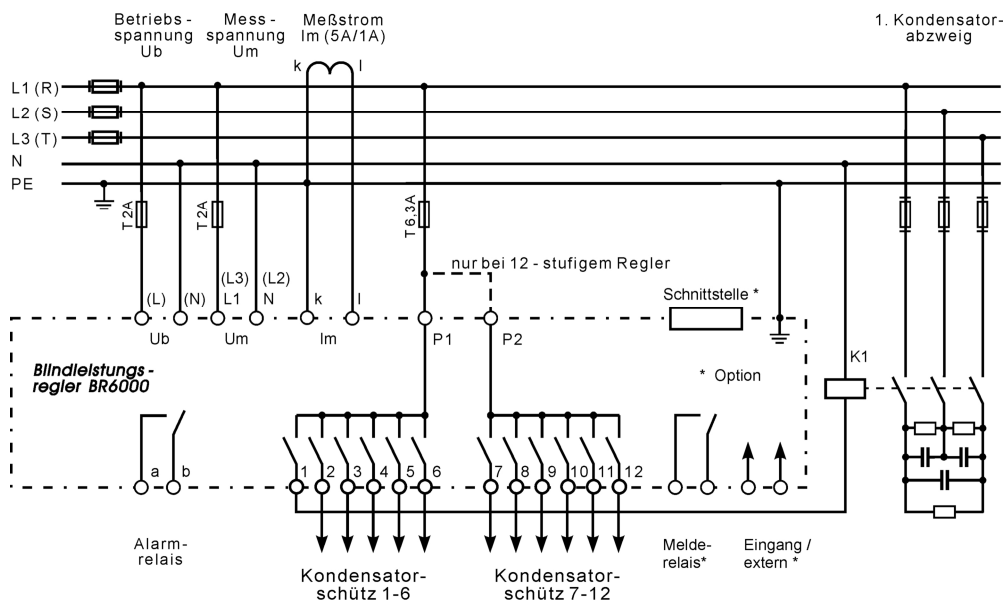 Betriebs -
spannung
Ub
Mess -
spannung
Um
Meßstrom
Im (5A/1A)
1. Kondensator-
abzweig
k l
L1 (R)
L2 (S)
L3 (T)
N
PE
T 2A
T 2A
T 6,3A
nur bei 12 - stufigem Regler
(L3) (L2)
(L) (N) L1 N k l
Schnittstelle *
Ub Um Im P1 P2
K1
Blindleistungs -
regler BR6000
* Option
a b
1 2 3 4 5 6 7 8 9 10 11 12
Alarm-
relais
Kondensator-
schütz 1-6
Kondensator-
schütz 7-12
Melde-
relais*
Eingang /
extern *